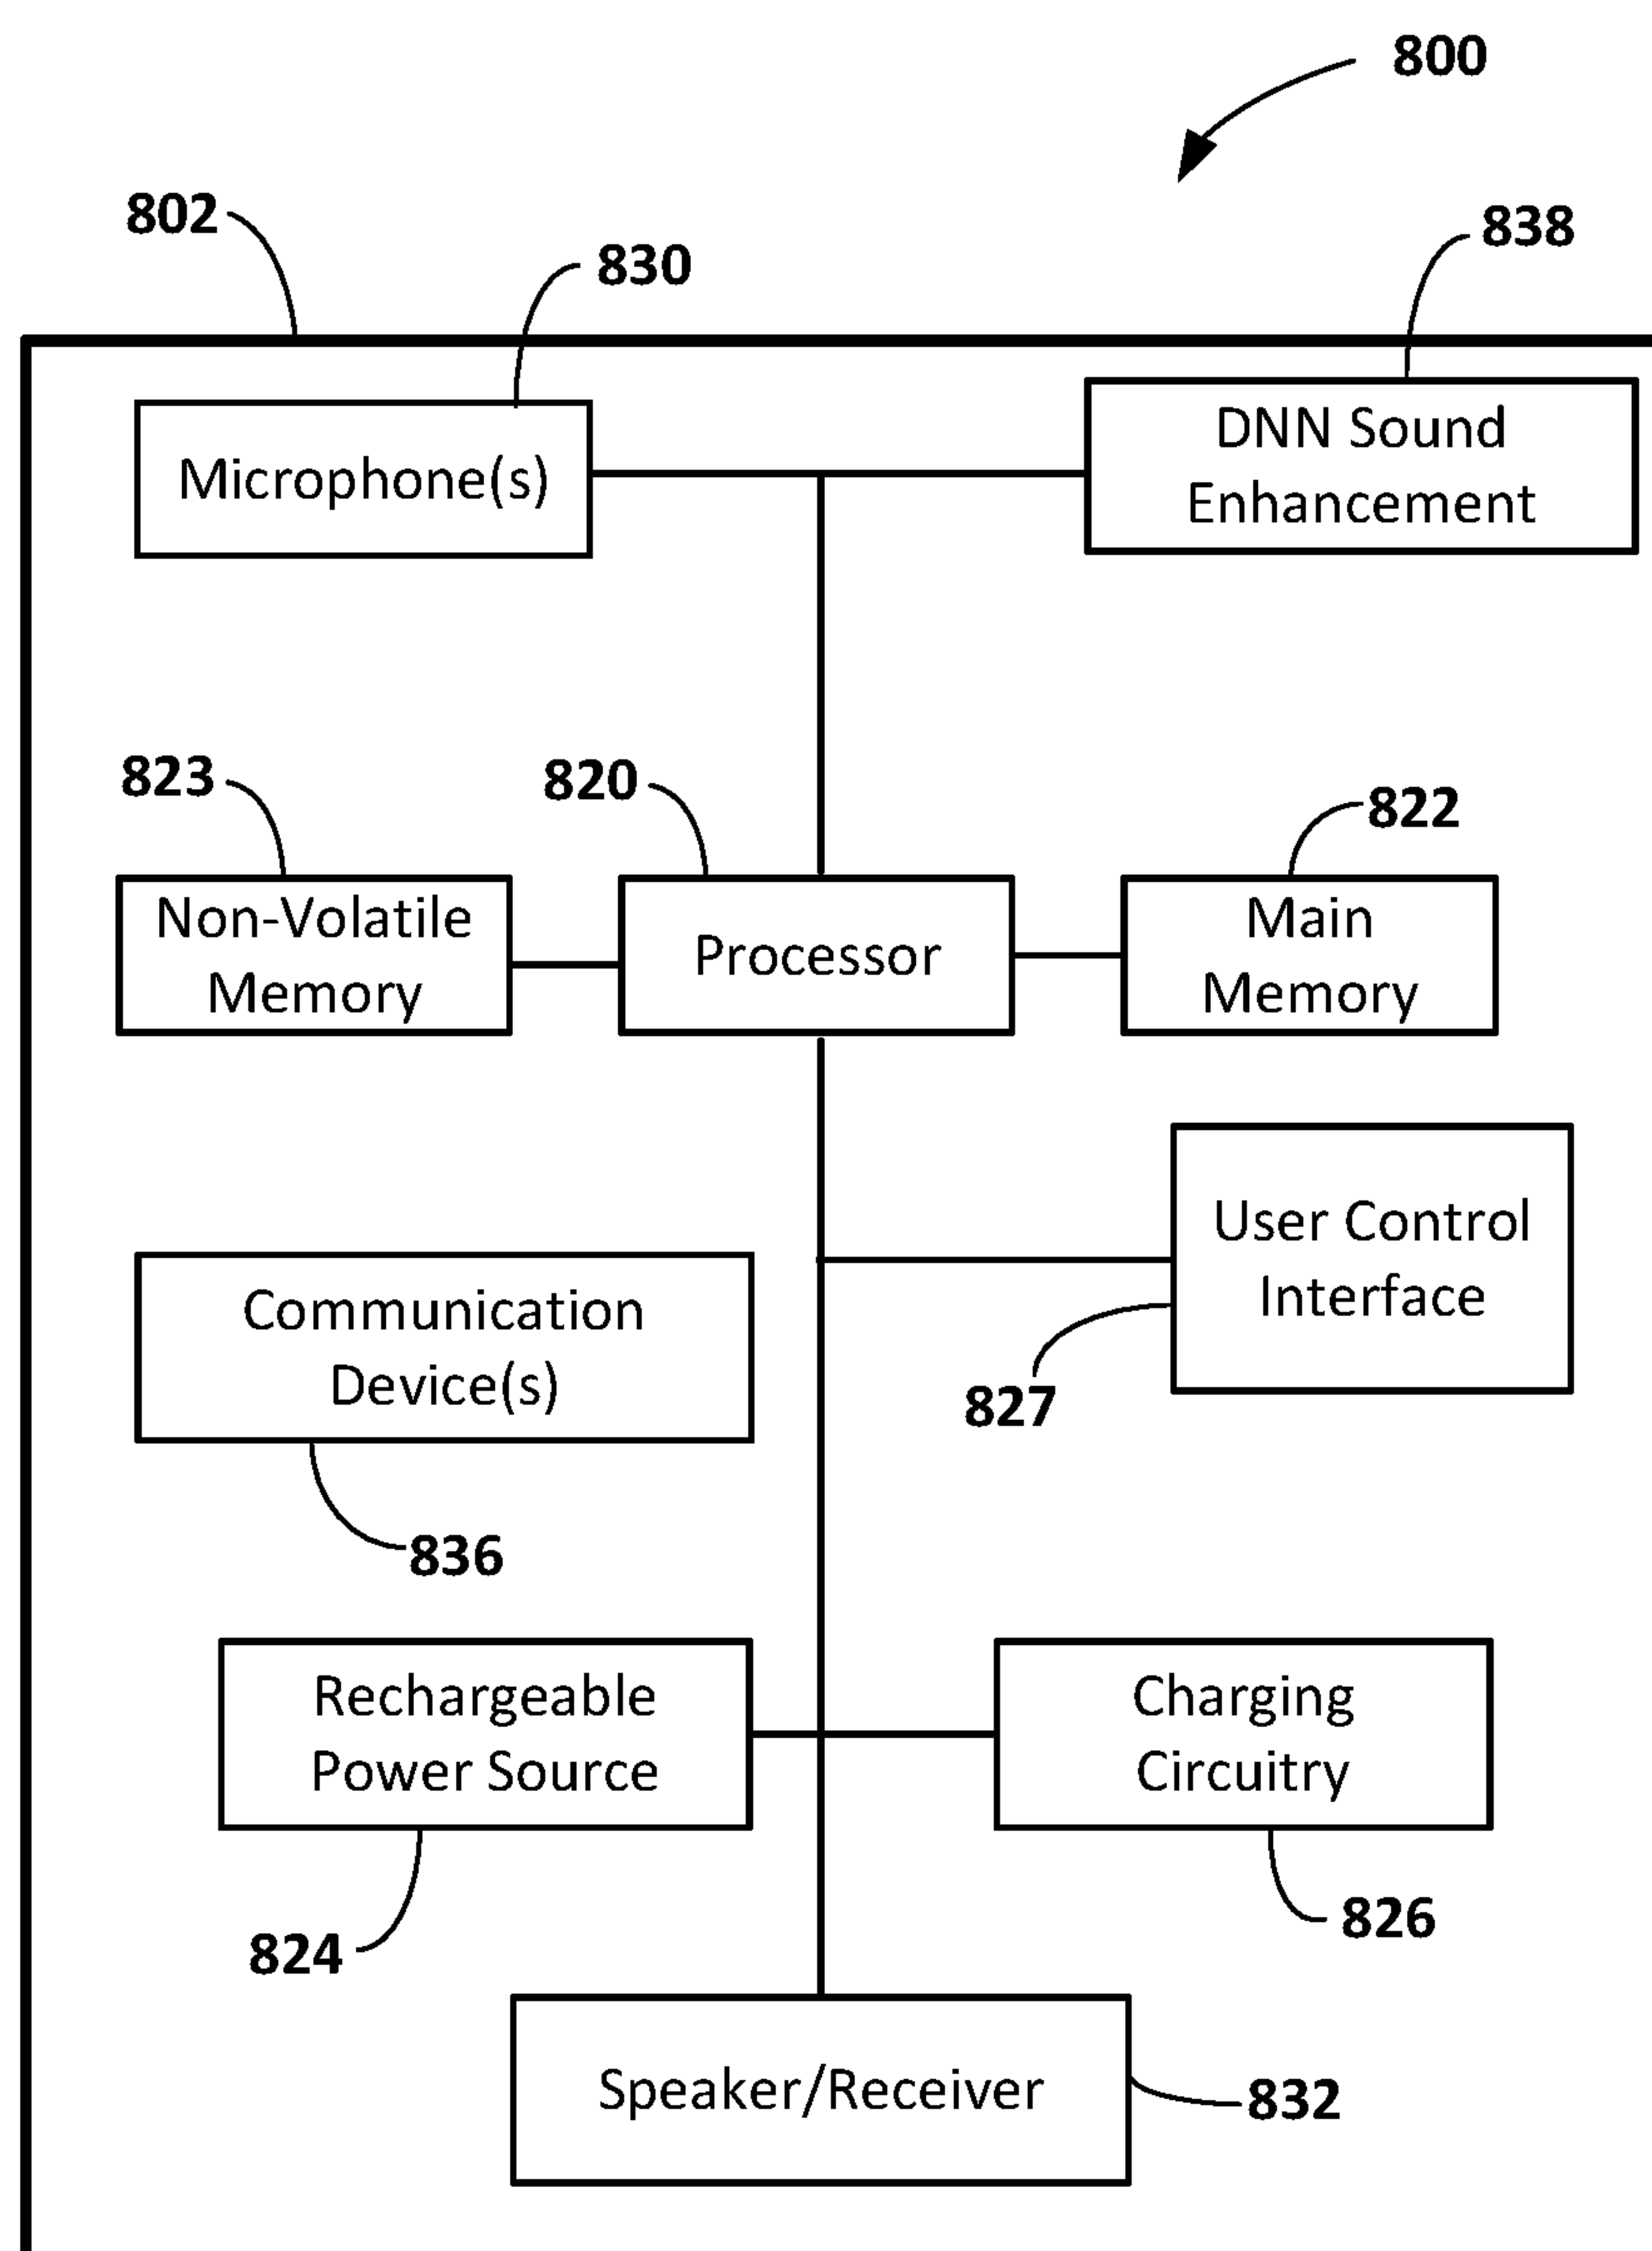 800
802
830
838
Microphone(s)
DNN Sound
Enhancement
823
820
822
Non-Volatile
Memory
Processor
Main
Memory
User Control
Interface
827
Communication
Device(s)
836
Rechargeable
Power Source
824
Charging
Circuitry
826
Speaker/Receiver
832